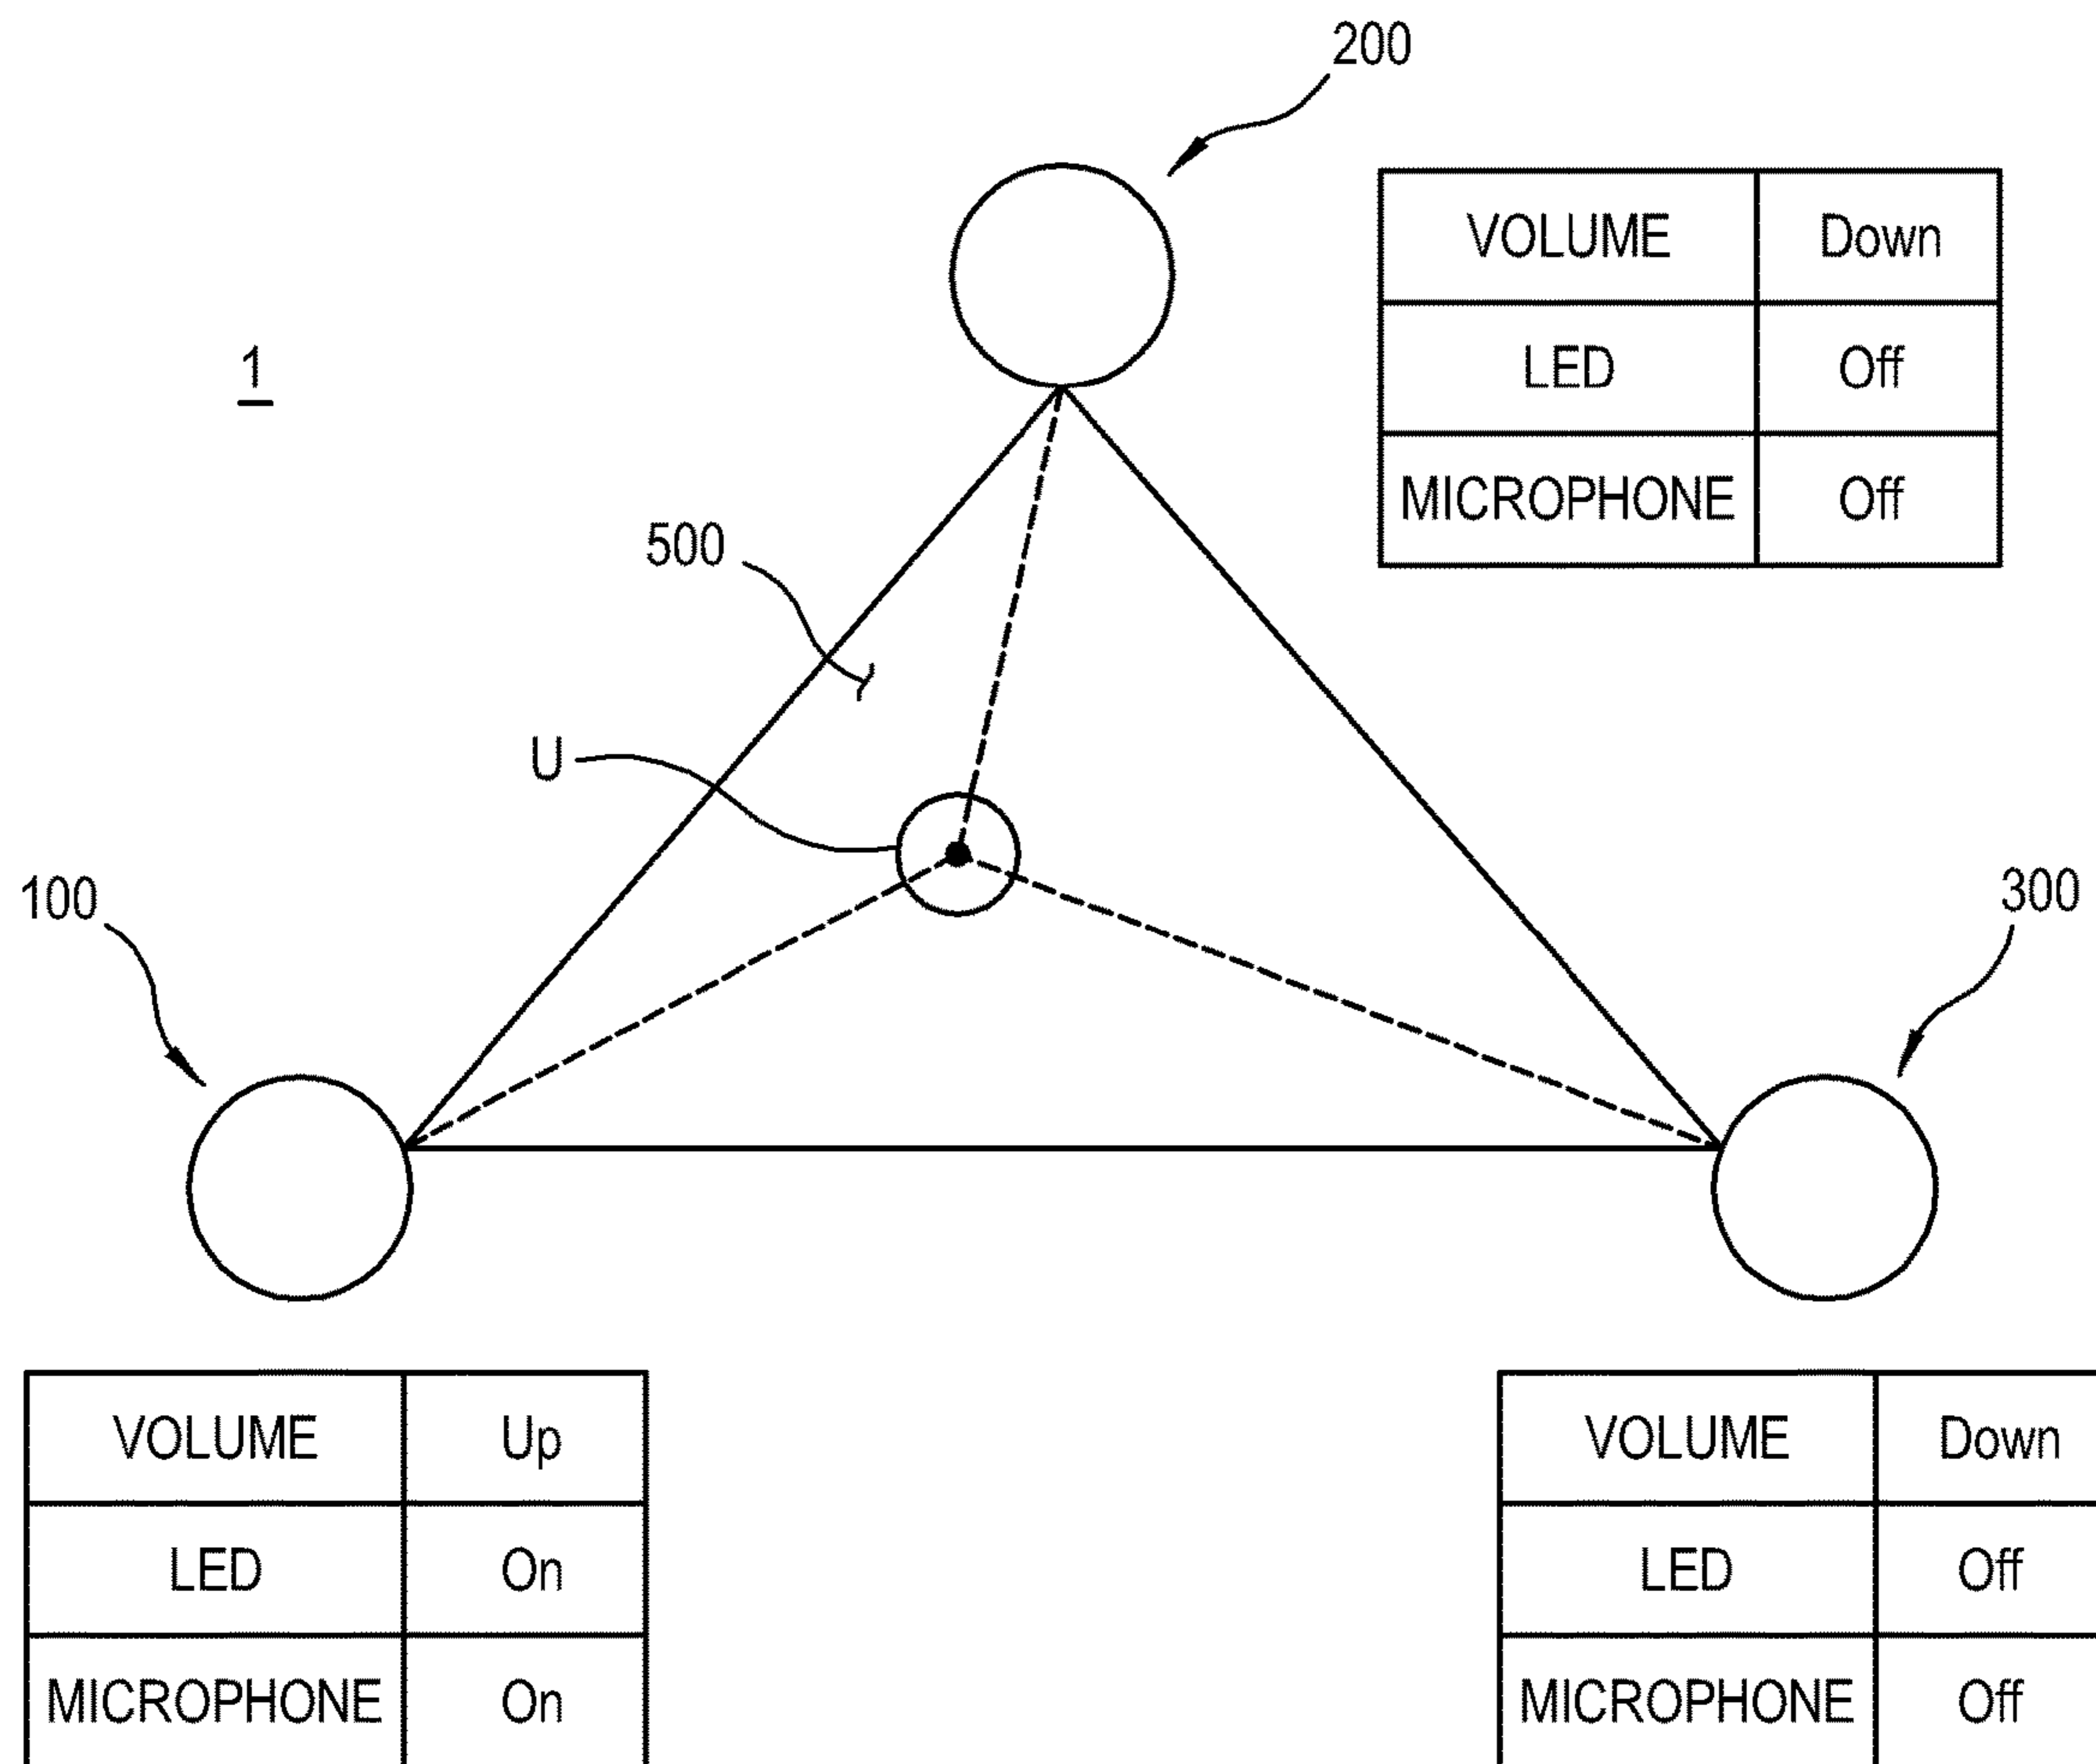 200
VOLUME Down
1
LED Off
MICROPHONE Off
500
U
100
300
VOLUME Up
LED On
MICROPHONE On
VOLUME Down
LED Off
MICROPHONE Off